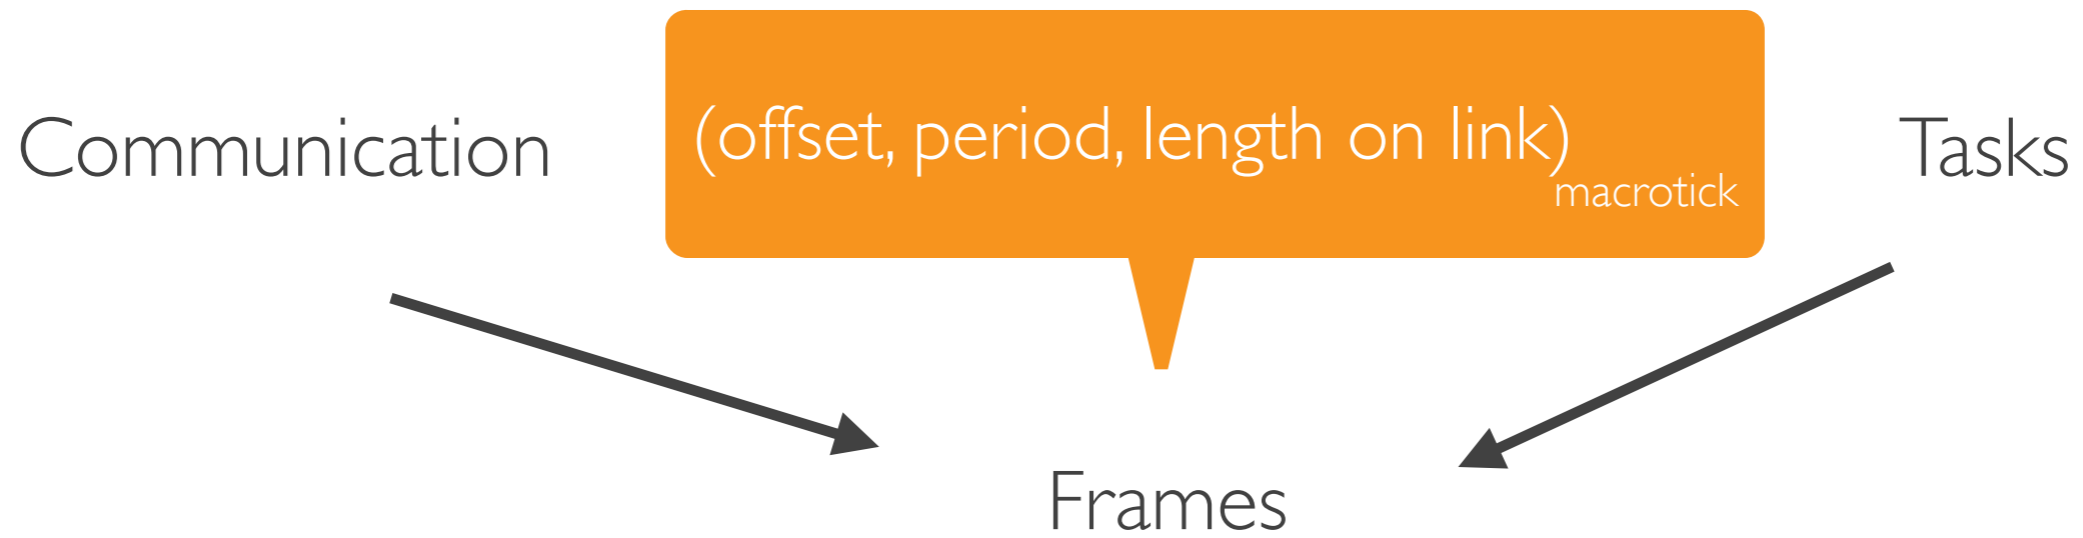 Communication
(offset, period, length on link)
macrotick
Tasks
Frames